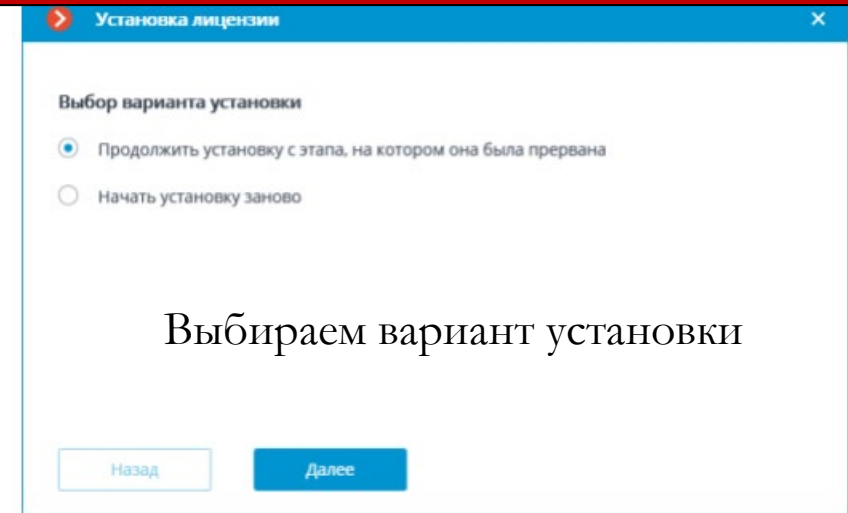 Установка лицензии
Выбор варианта установки
Продолжить установку с этапа, на котором она была прервана
Начать установку заново
Выбираем вариант установки
Назад
Далее